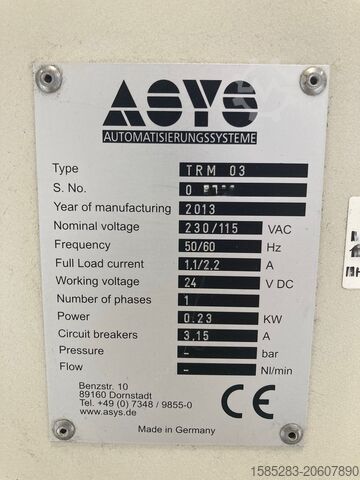 ASYS
AUTOMATISIERUNGSSYSTEME
Type TRM 03
S. No. 0
Year of manufacturing 2013
Nominal voltage 230/115 VAC
Frequency 50/60 Hz
Full Load current 1,1/2,2 A
Working voltage 24 V DC
Number of phases 1
Power 0.23 KW
Circuit breakers 3,15 A
Pressure - bar
Flow - Nl/min
Benzstr. 10
89160 Dornstadt
Tel. +49 (0) 7348 / 9855-0
www.asys.de
CE
Made in Germany
1585283-20607890